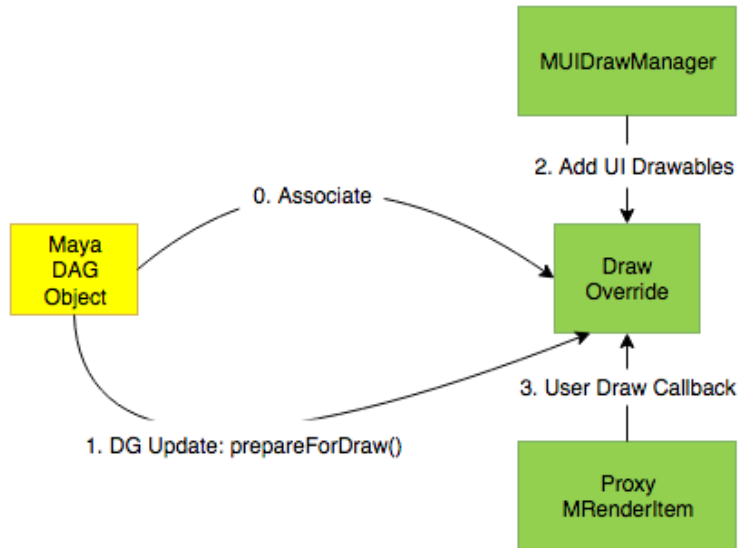 MUIDrawManager
2. Add UI Drawables
0. Associate
Maya
DAG
Object
Draw
Override
3. User Draw Callback
1. DG Update: prepareForDraw()
Proxy
MRenderItem